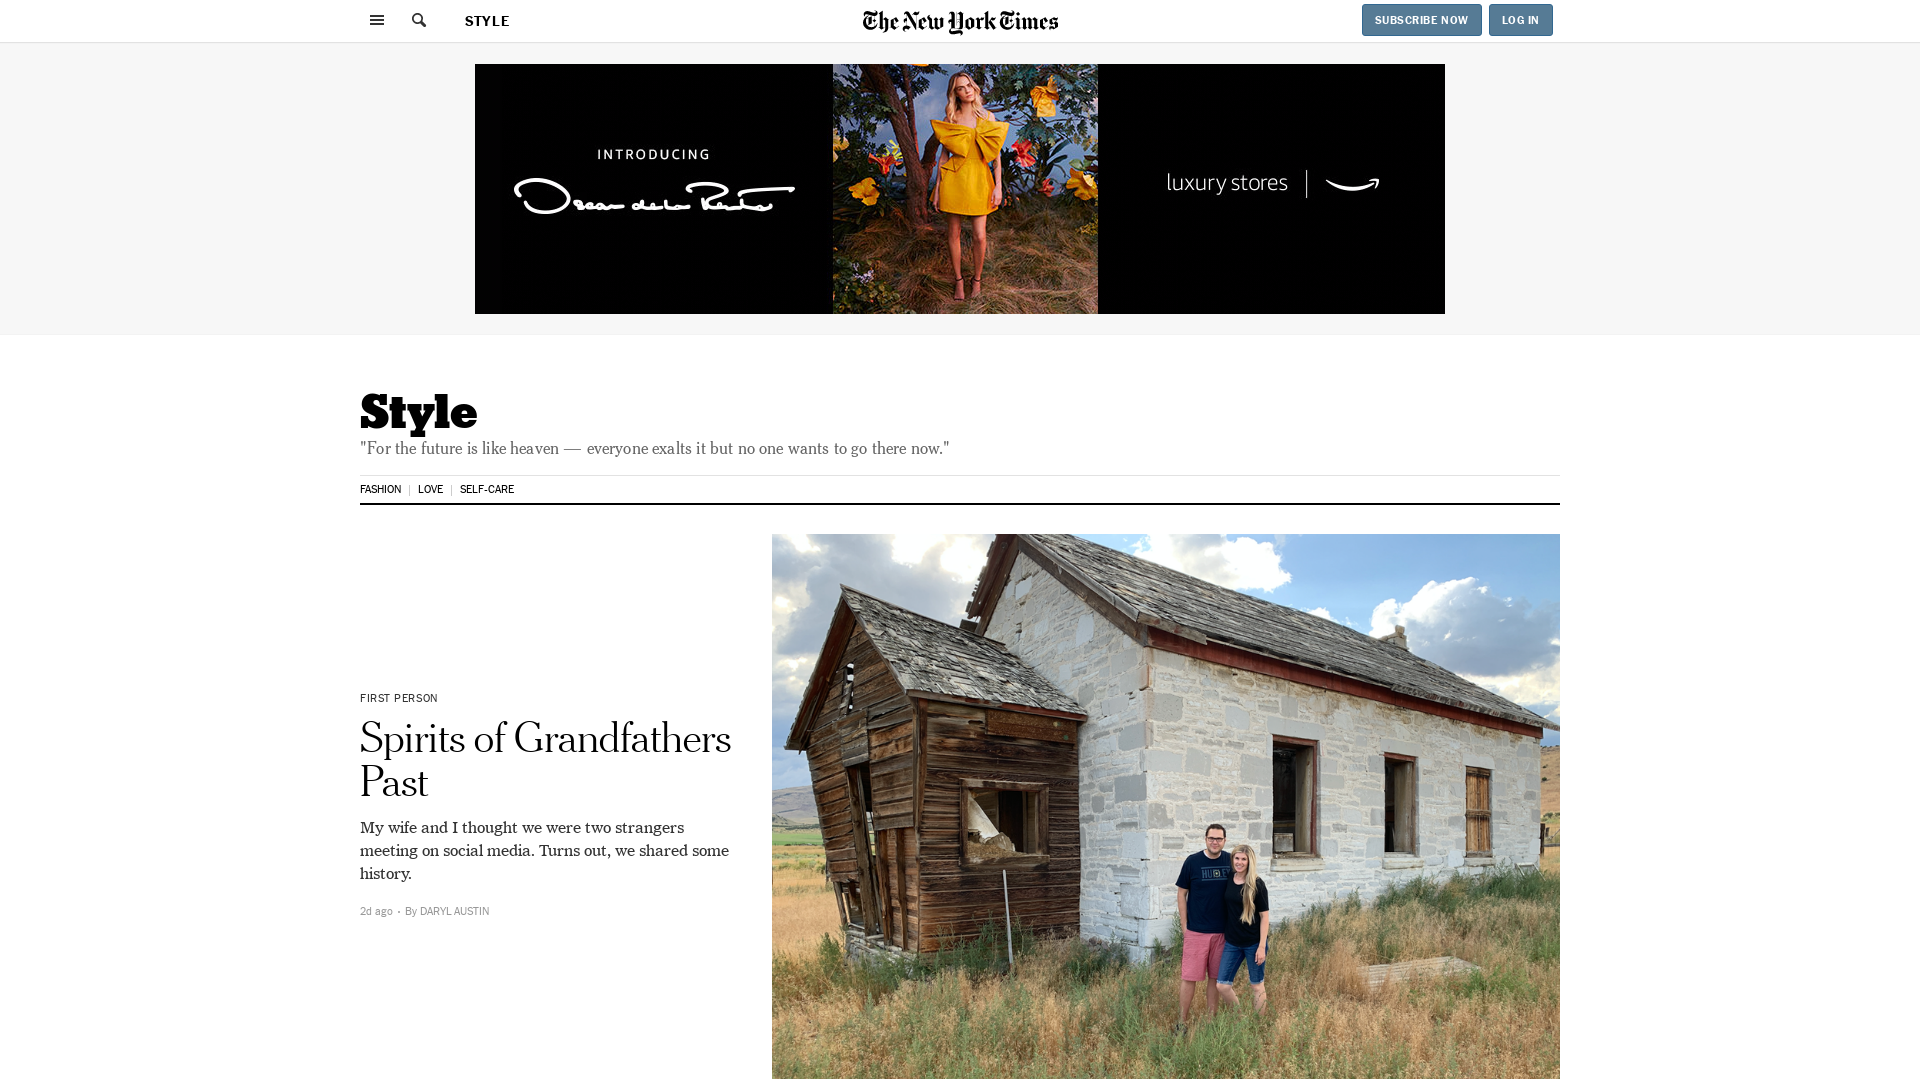 STYLE
The New York Times
SUBSCRIBE NOW
LOG IN
INTRODUCING
Oscar de la Renta
luxury stores
Style
"For the future is like heaven — everyone exalts it but no one wants to go there now."
FASHION
LOVE
SELF-CARE
FIRST PERSON
Spirits of Grandfathers
Past
My wife and I thought we were two strangers
meeting on social media. Turns out, we shared some
history.
2d ago • By DARYL AUSTIN